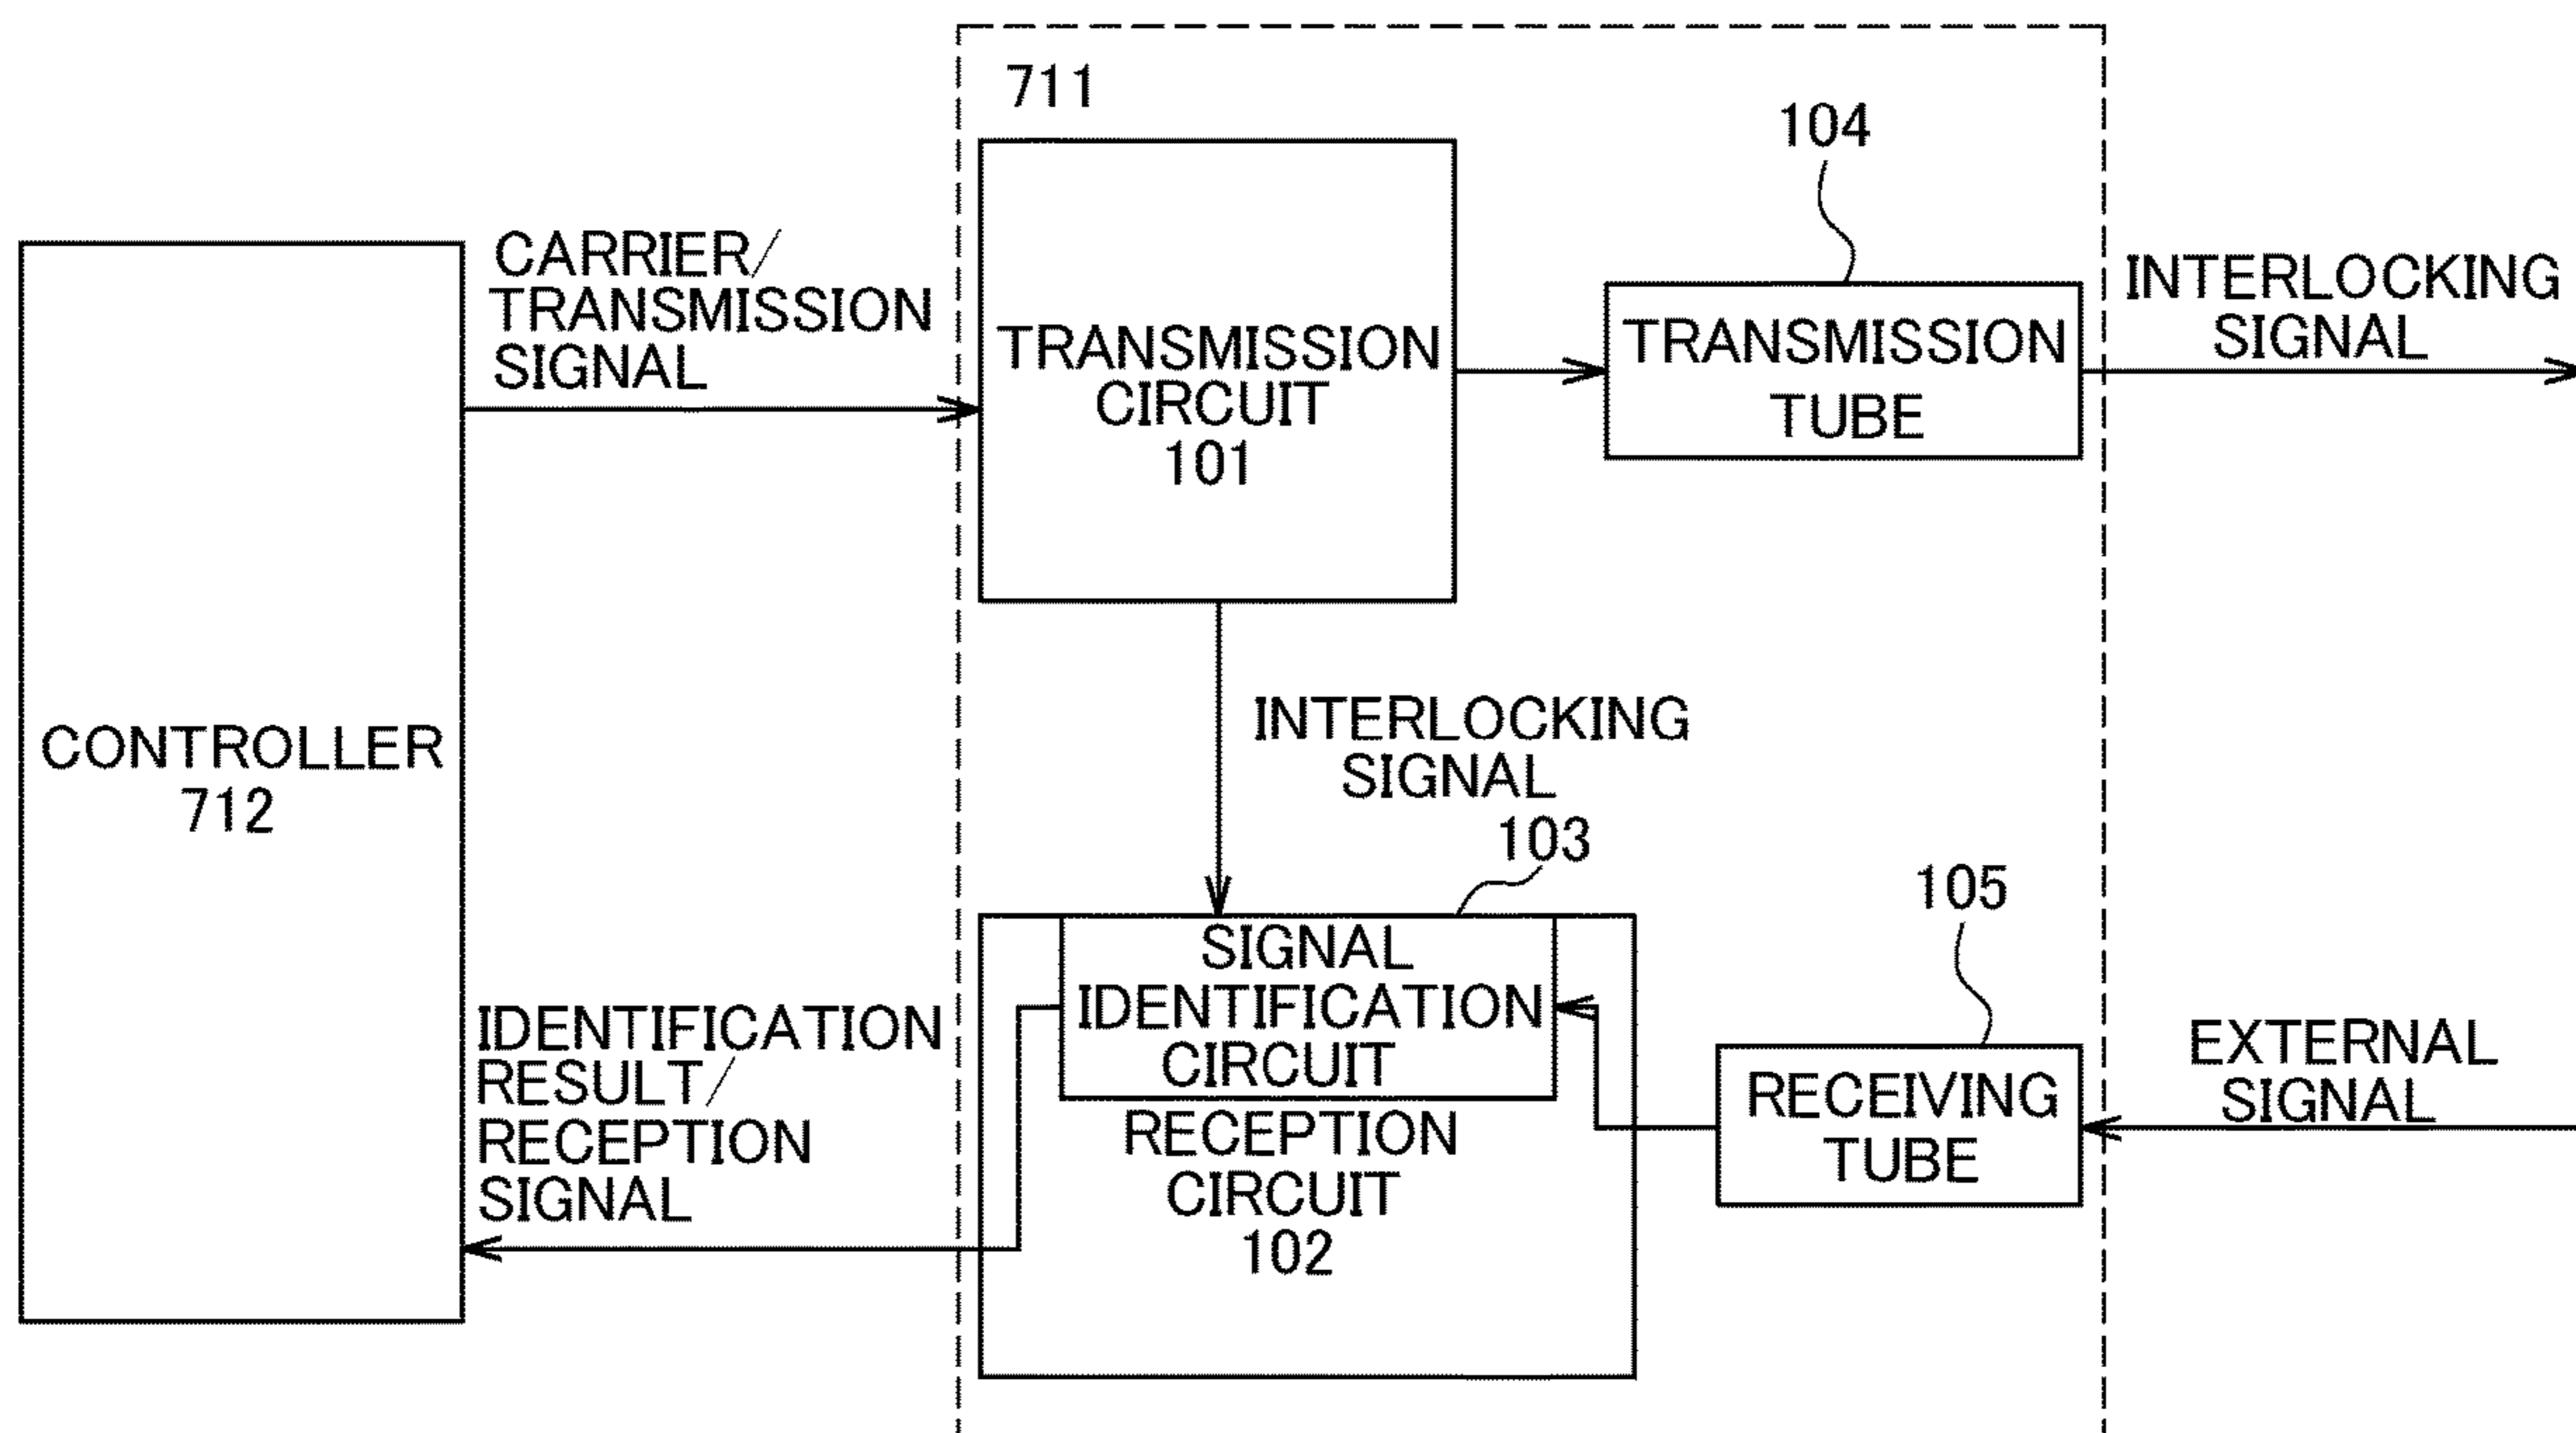 711
104
CARRIER/
TRANSMISSION
SIGNAL
TRANSMISSION
CIRCUIT
101
TRANSMISSION
TUBE
INTERLOCKING
SIGNAL
CONTROLLER
712
INTERLOCKING
SIGNAL
103
105
SIGNAL
IDENTIFICATION
CIRCUIT
RECEPTION
CIRCUIT
102
IDENTIFICATION
RESULT/
RECEPTION
SIGNAL
RECEIVING
TUBE
EXTERNAL
SIGNAL